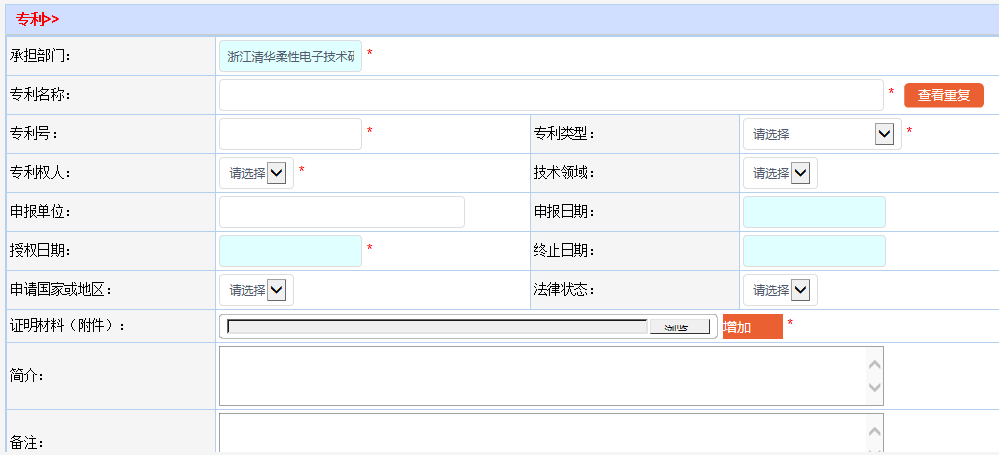 专利>>
承担部门： 浙江清华柔性电子技术研 *
专利名称： * 查看重复
专利号： * 专利类型： 请选择 *
专利权人： 请选择 * 技术领域： 请选择
申报单位： 申报日期：
授权日期： * 终止日期：
申请国家或地区： 请选择 法律状态： 请选择
证明材料（附件）： 浏览... 增加 *
简介：
备注：